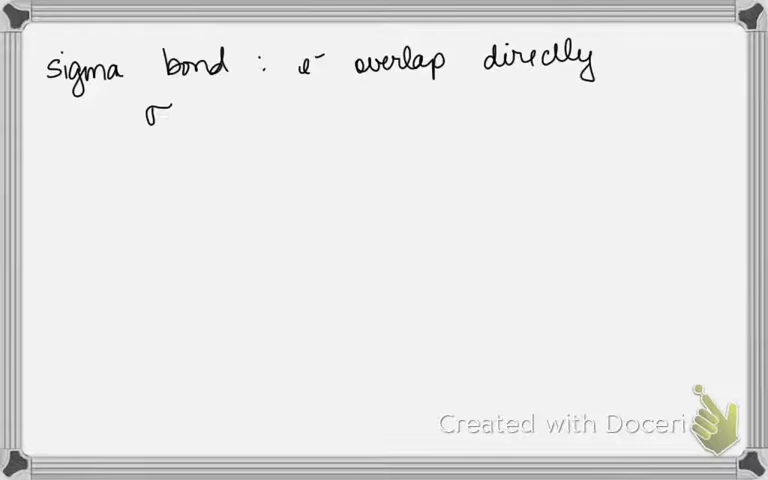 sigma bond : e⁻ overlap directly
σ
Created with Doceri